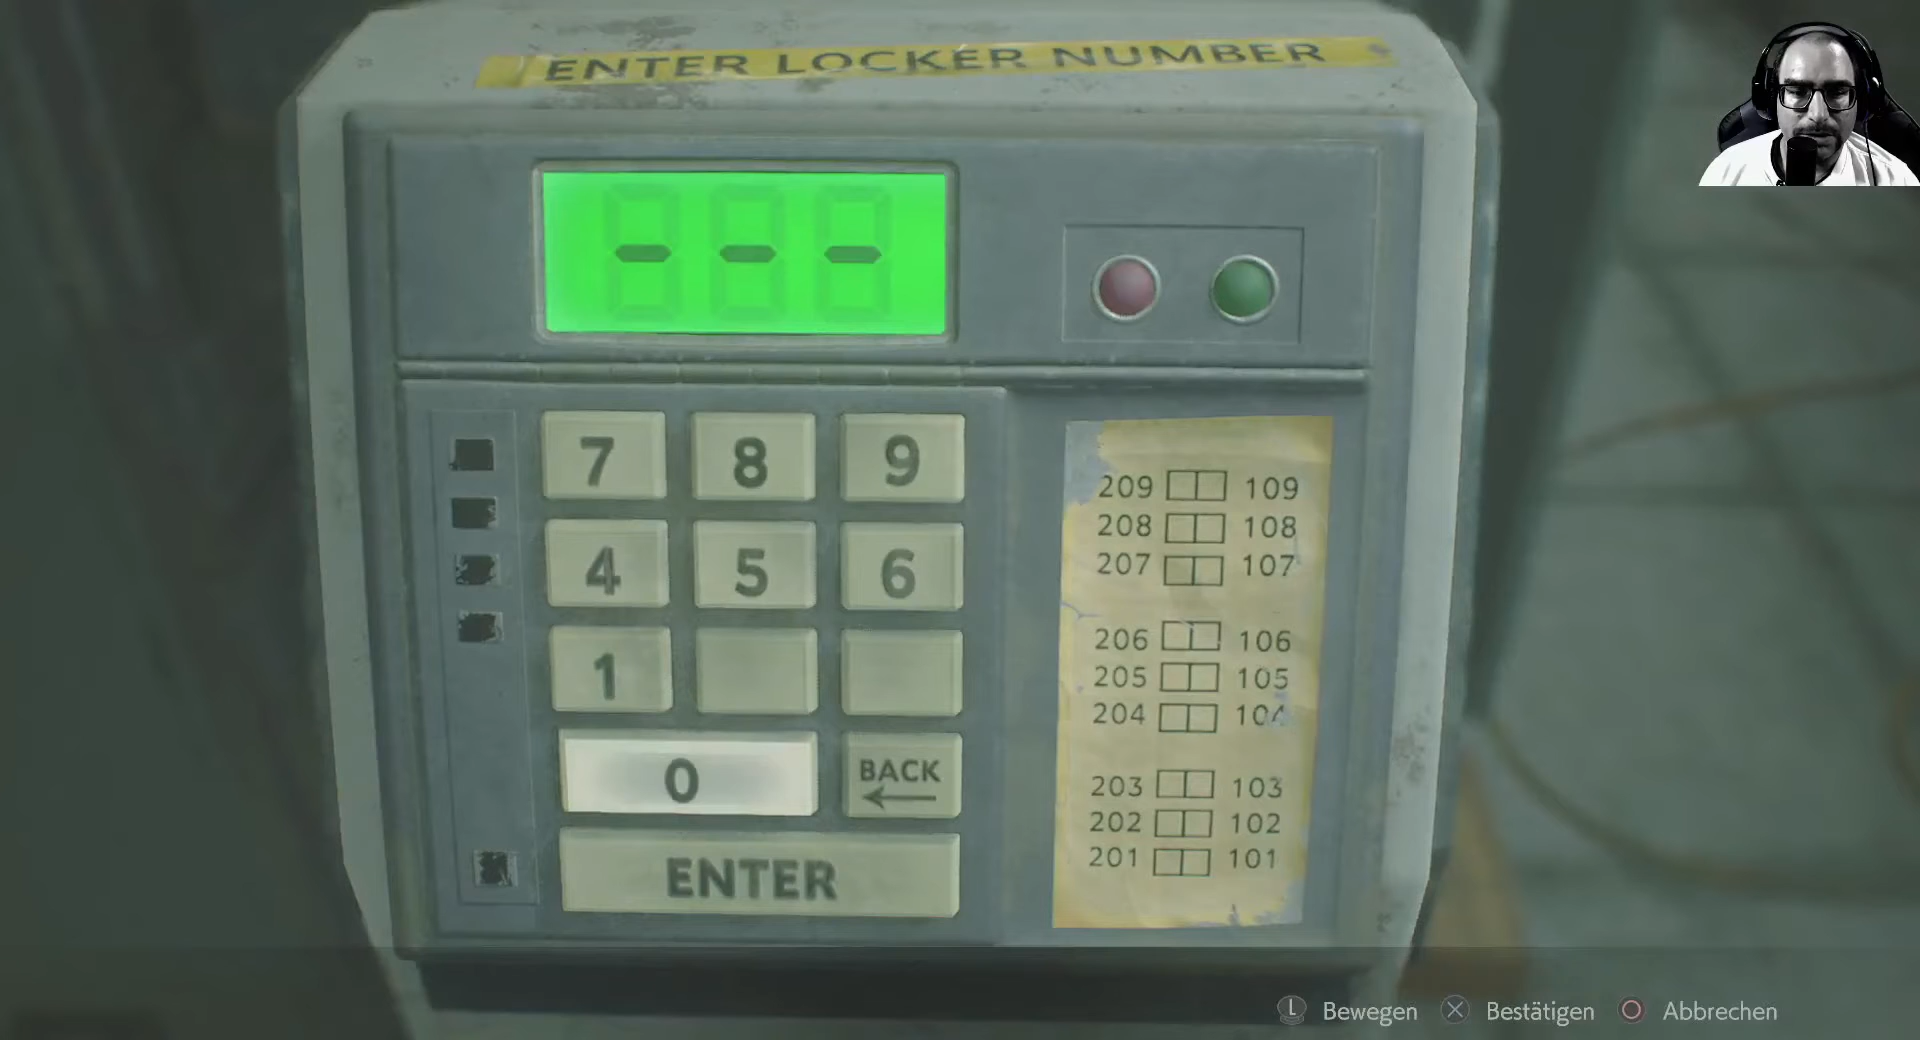 ENTER LOCKER NUMBER
7 8 9
4 5 6
1
0 BACK
ENTER
209 109
208 108
207 107
206 106
205 105
204 104
203 103
202 102
201 101
L Bewegen Bestätigen Abbrechen